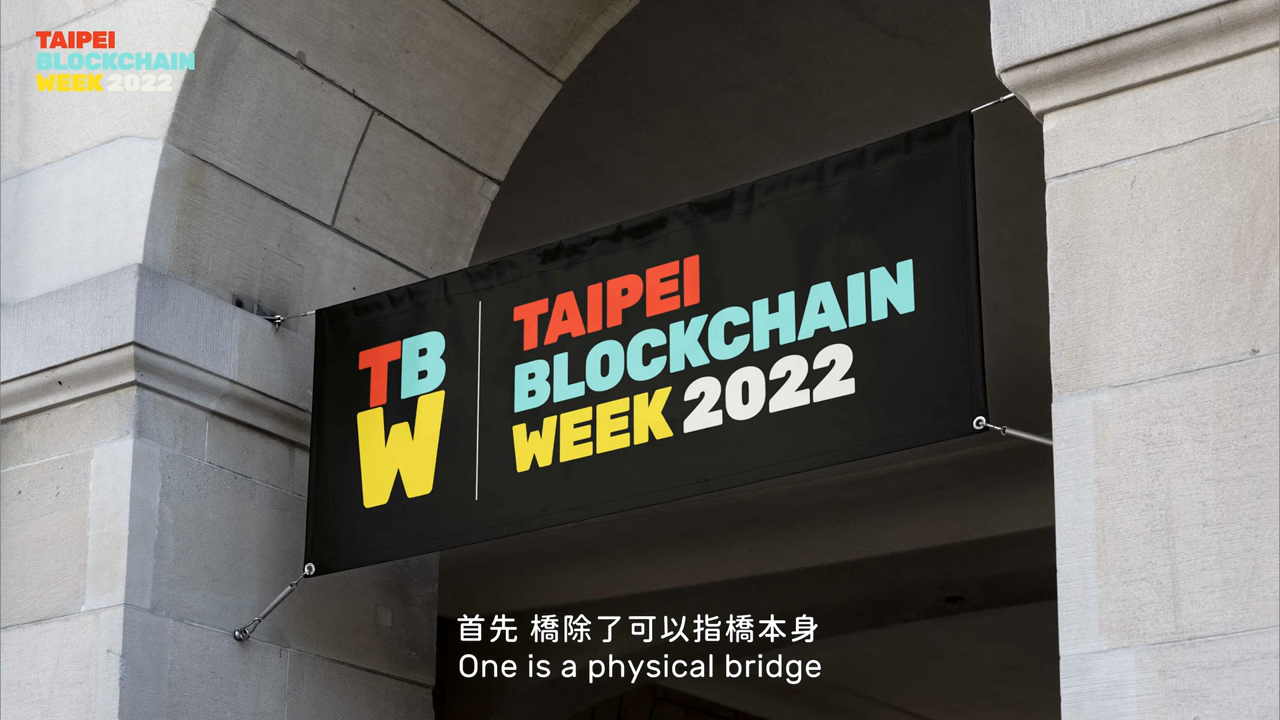 TAIPEI
BLOCKCHAIN
WEEK 2022
TBW
TAIPEI
BLOCKCHAIN
WEEK 2022
首先 橋除了可以指橋本身
One is a physical bridge